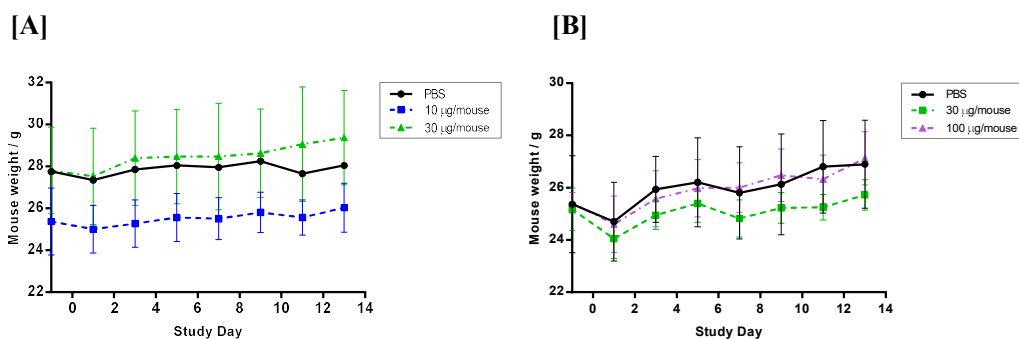 [A]
[B]
32
30
28
26
24
22
Mouse weight / g
0 2 4 6 8 10 12 14
Study Day
PBS
10 µg/mouse
30 µg/mouse
30
28
26
24
22
Mouse weight / g
0 2 4 6 8 10 12 14
Study Day
PBS
30 µg/mouse
100 µg/mouse